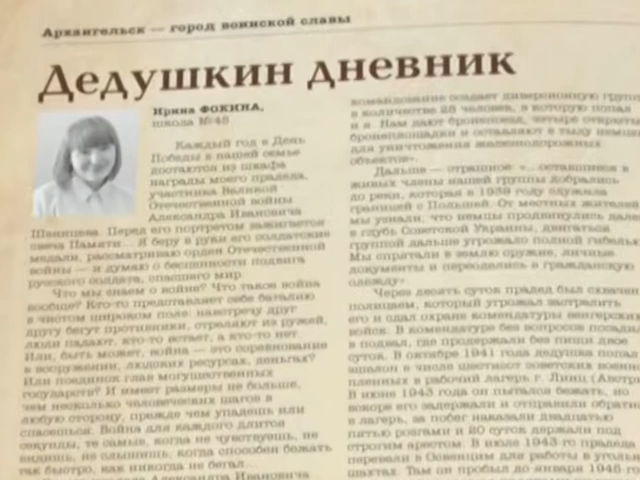 Архангельск — город воинской славы
Дедушкин дневник
Ирина ФОКИНА,
школа №45
Каждый год в День
Победы в нашей семье
достаются из шкафа
награды моего прадеда,
участника Великой
Отечественной войны
Александра Ивановича
Перед его портретом зажигается
свеча Памяти... Я беру в руки его солдатские
медали, рассматриваю орден Отечественной
войны — и думаю о бесценности подвига
русского солдата, спасшего мир.
Что мы знаем о войне? Что такое война
вообще? Кто-то представляет себе баталию
в чистом широком поле: навстречу друг
другу бегут противники, стреляют из ружей,
люди падают, кто-то встает, а кто-то нет.
Или, быть может, война — это соревнование
в вооружении, людских ресурсах, деньгах?
Или поединок глав могущественных
государств? И имеет размеры не больше,
чем несколько человеческих шагов в
любую сторону, прежде чем упадешь или
спасешься. Война для каждого длится
секунды, те самые, когда не чувствуешь, не
видишь, не слышишь, когда способен бежать
так быстро, как никогда не бегал...
Александра Ивановича
командование создает диверсионную группу
в количестве 25 человек, в которую попал
и я. Нам дают бронепоезд, четыре открытые
бронеплощадки и оставляют в тылу немцев
для уничтожения железнодорожных
объектов».
Дальше — страшное: «...оставшиеся в
живых члены нашей группы добрались
до реки, которая в 1939 году служила
границей с Польшей. От местных жителей
мы узнали, что немцы продвинулись далеко
в глубь Советской Украины, двигаться
группой дальше угрожало полной гибелью.
Мы спрятали в землю оружие, личные
документы и переоделись в гражданскую
одежду».
Через десять суток прадед был схвачен
полицаем, который угрожал застрелить
его и сдал охране комендатуры венгерских
войск. В комендатуре без вопросов посадили
в подвал, где продержали без пищи двое
суток. В октябре 1941 года дедушка попал
эшелон в числе шестисот советских военно-
пленных в рабочий лагерь г. Линц
В июне 1943 года он пытался бежать, но
вскоре его задержали и отправили обратно
в лагерь, за побег наказали двадцатью
пятью розгами и 20 суток держали под
строгим арестом. В июле 1943-го прадеда
перевели в Освенцим для работы в угольных
шахтах. Там он пробыл до января 1945